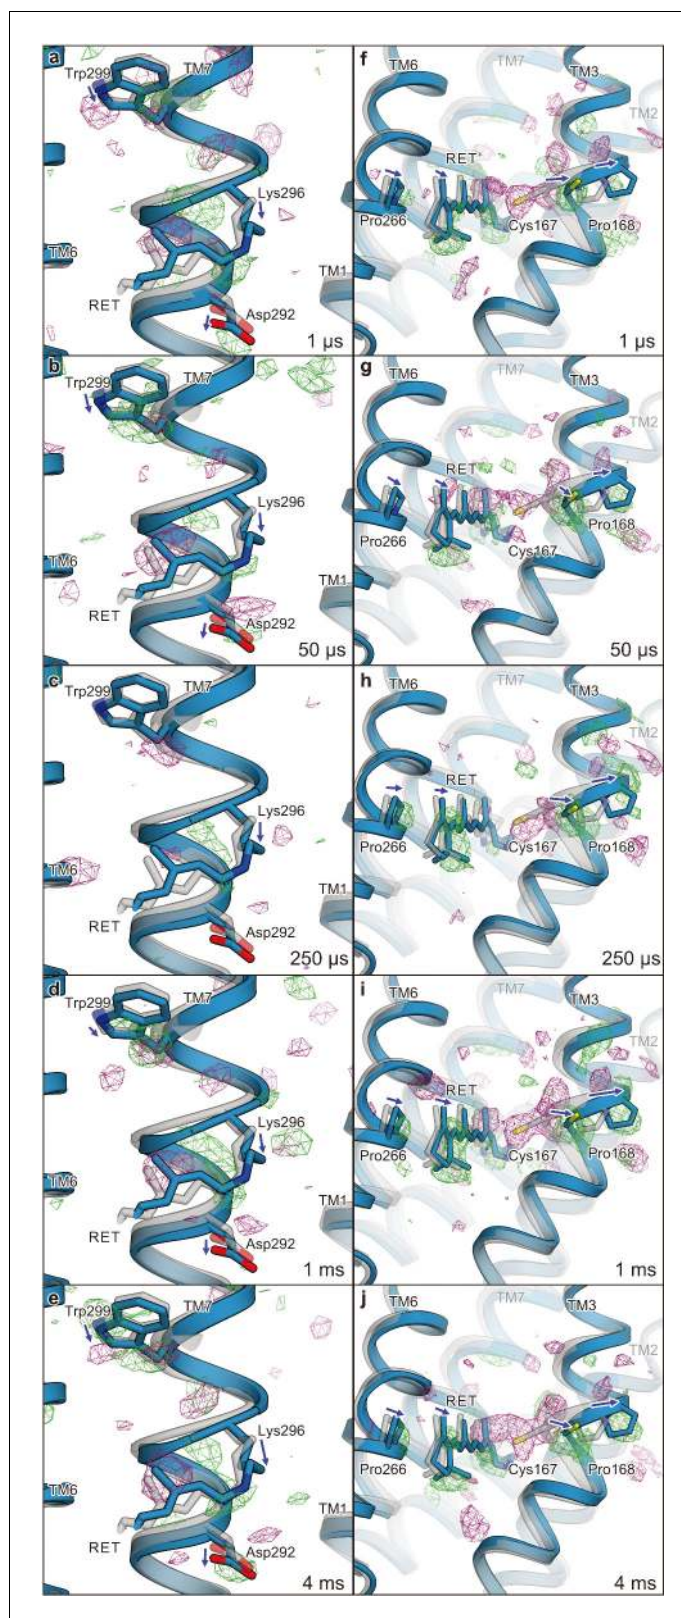 a
Trp299
TM7
Lys296
TM6
RET
Asp292
TM1
1 µs
f
TM6
TM7
TM3
TM2
RET
Pro266
Cys167
Pro168
1 µs
b
Trp299
TM7
Lys296
TM6
RET
Asp292
TM1
50 µs
g
TM6
TM7
TM3
TM2
RET
Pro266
Cys167
Pro168
50 µs
c
Trp299
TM7
Lys296
TM6
RET
Asp292
TM1
250 µs
h
TM6
TM7
TM3
TM2
RET
Pro266
Cys167
Pro168
250 µs
d
Trp299
TM7
Lys296
TM6
RET
Asp292
TM1
1 ms
i
TM6
TM7
TM3
TM2
RET
Pro266
Cys167
Pro168
1 ms
e
Trp299
TM7
Lys296
TM6
RET
Asp292
TM1
4 ms
j
TM6
TM7
TM3
TM2
RET
Pro266
Cys167
Pro168
4 ms